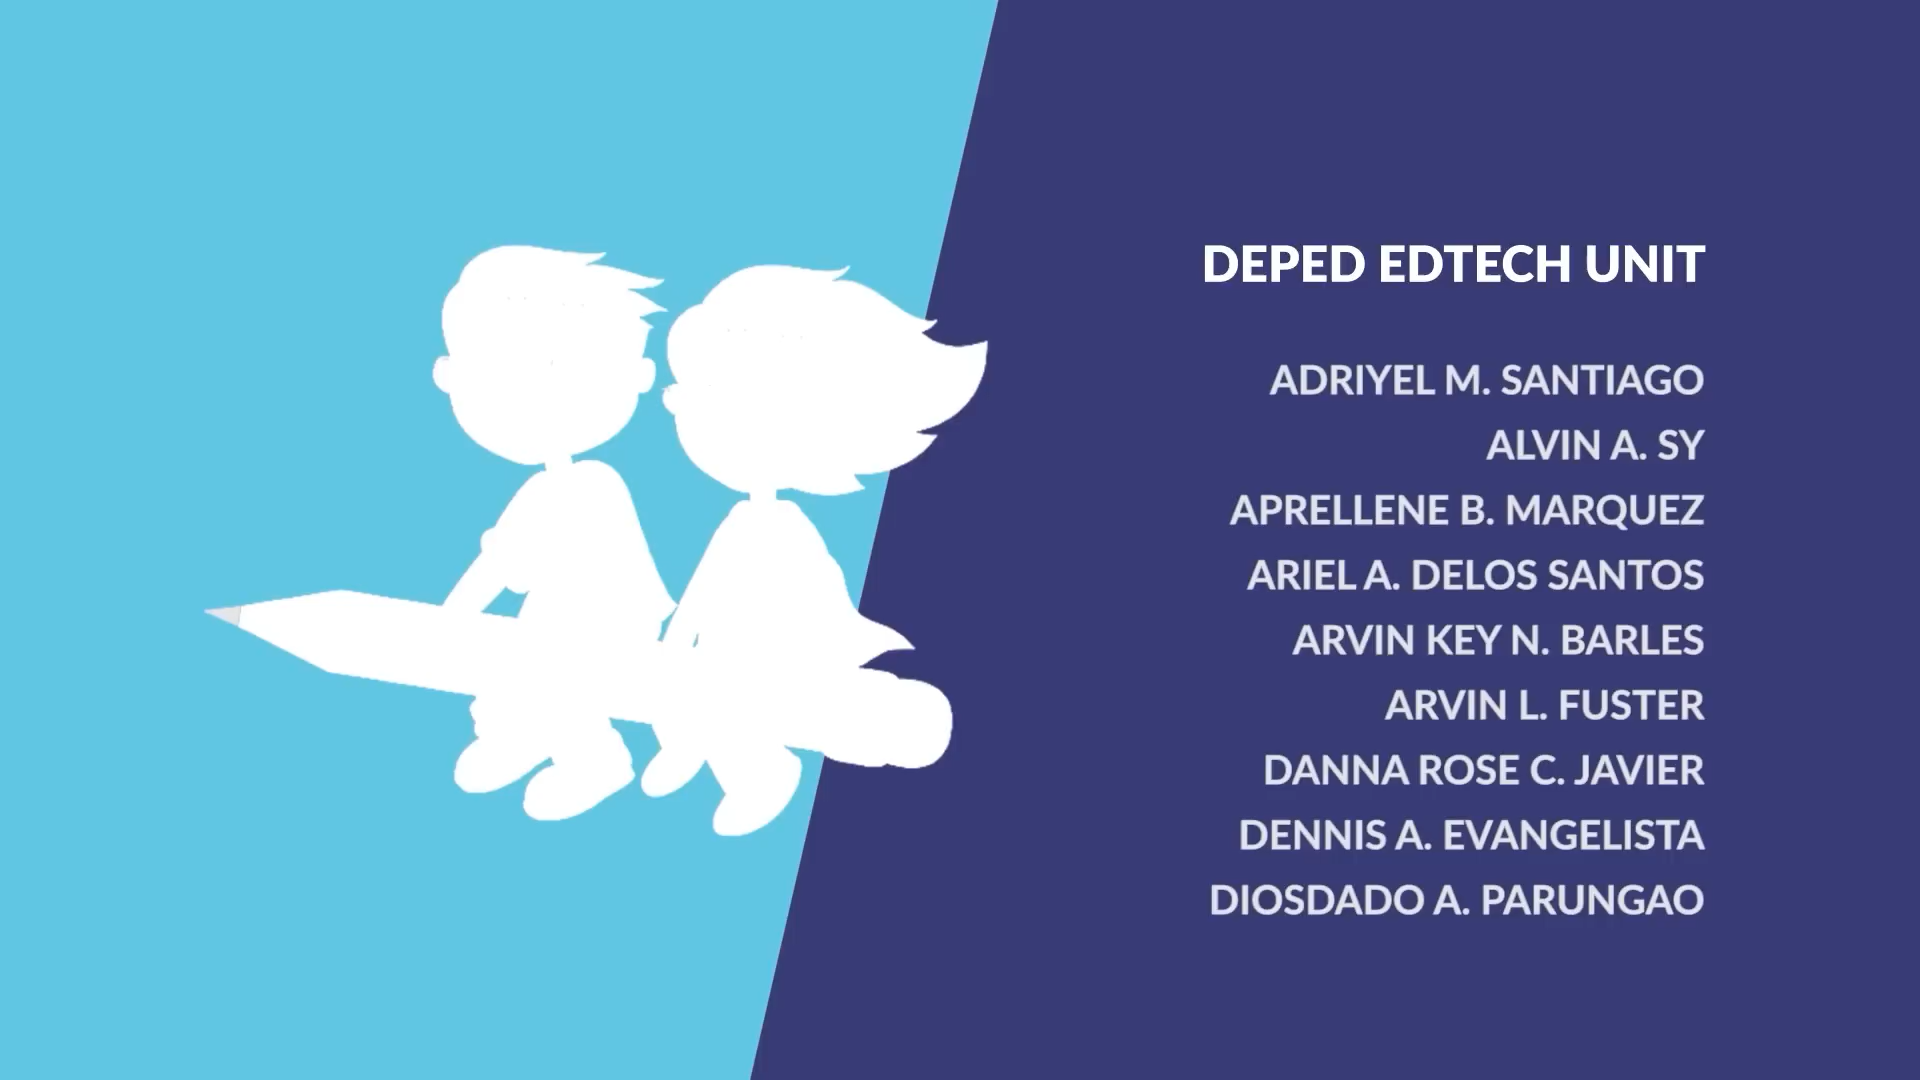 DEPED EDTECH UNIT
ADRIYEL M. SANTIAGO
ALVIN A. SY
APRELLENE B. MARQUEZ
ARIEL A. DELOS SANTOS
ARVIN KEY N. BARLES
ARVIN L. FUSTER
DANNA ROSE C. JAVIER
DENNIS A. EVANGELISTA
DIOSDADO A. PARUNGAO